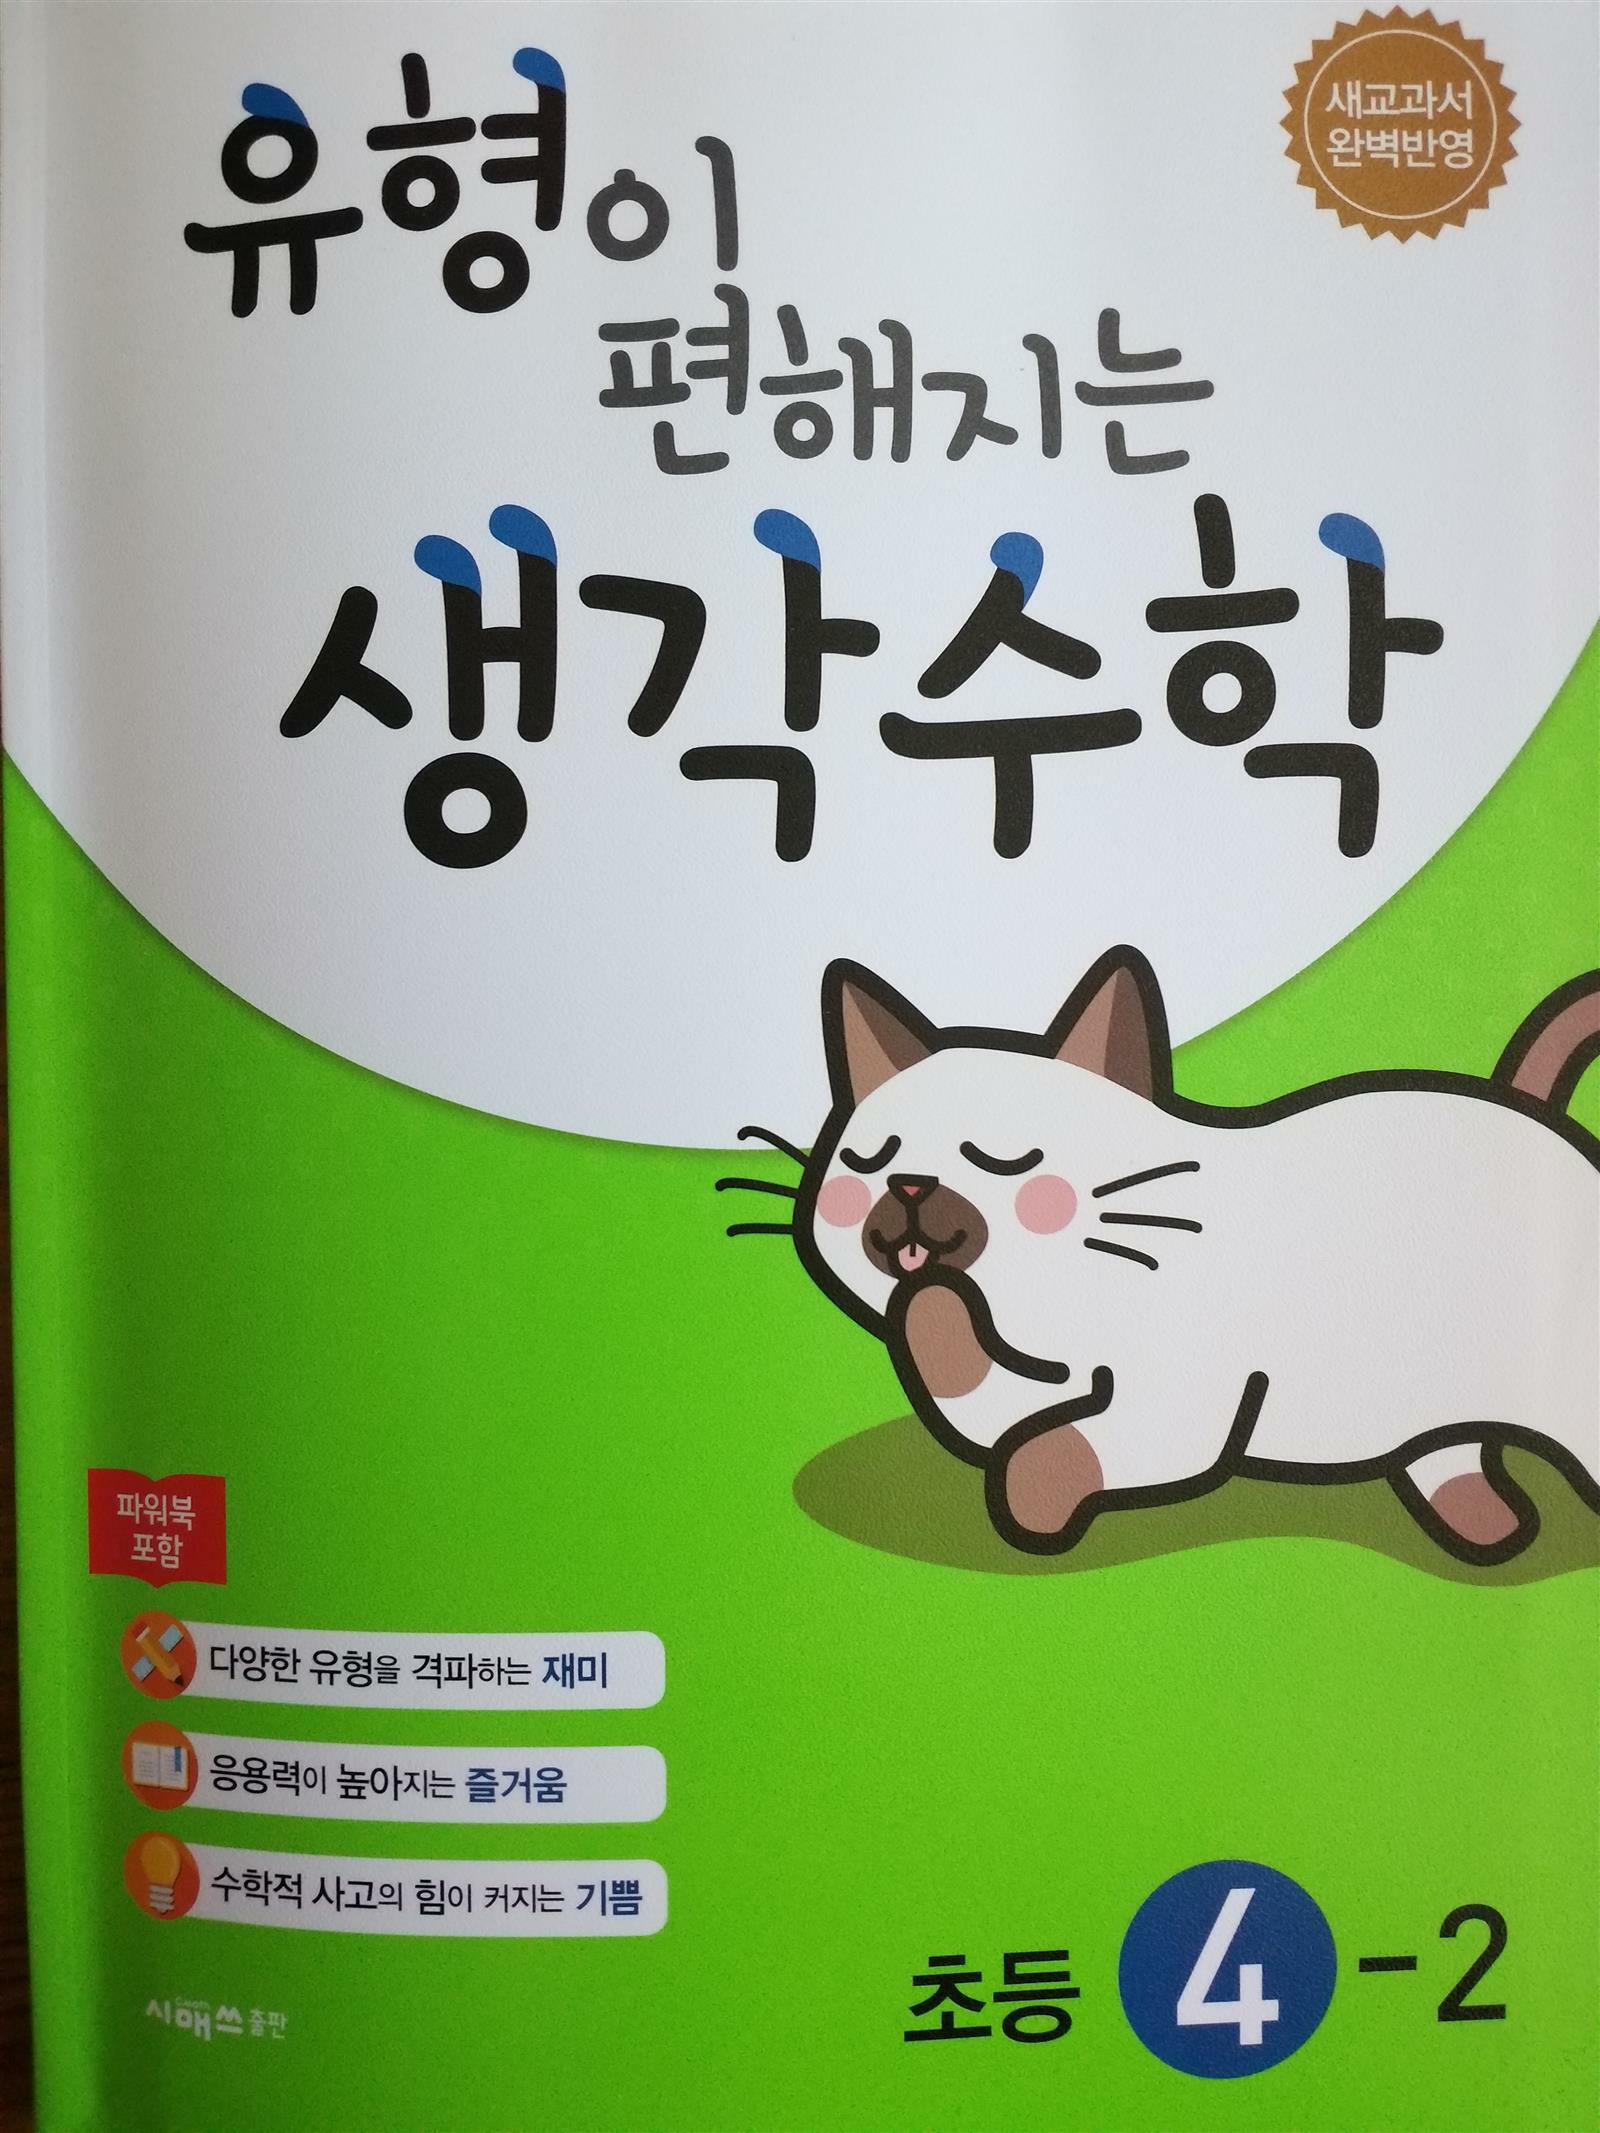 새교과서
완벽반영
유형이
편해지는
생각수학
파워북
포함
다양한 유형을 격파하는 재미
응용력이 높아지는 즐거움
수학적 사고의 힘이 커지는 기쁨
시매쓰출판
초등 4-2